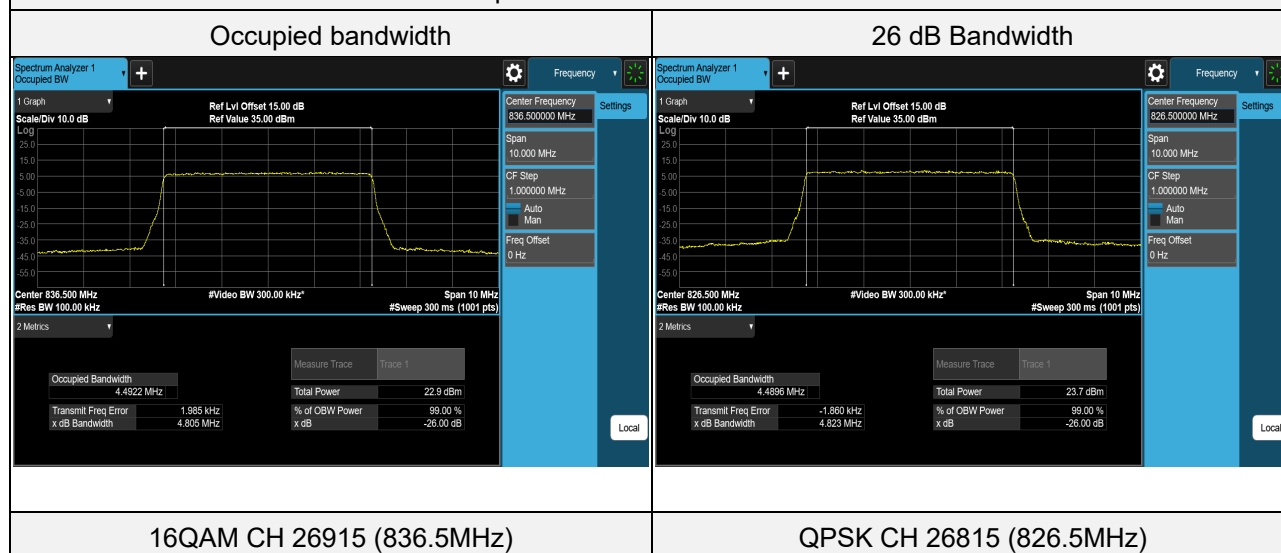 Occupied bandwidth
26 dB Bandwidth
Spectrum Analyzer 1
Occupied BW
+
Frequency
1 Graph
Scale/Div 10.0 dB
Ref Lvl Offset 15.00 dB
Ref Value 35.00 dBm
Log
25.0
15.0
5.00
-5.00
-15.0
-25.0
-35.0
-45.0
-55.0
Center 836.500 MHz
#Res BW 100.00 kHz
#Video BW 300.00 kHz*
Span 10 MHz
#Sweep 300 ms (1001 pts)
Center Frequency
836.500000 MHz
Settings
Span
10.000 MHz
CF Step
1.000000 MHz
Auto
Man
Freq Offset
0 Hz
Local
2 Metrics
Measure Trace Trace 1
Occupied Bandwidth
4.4922 MHz
Total Power 22.9 dBm
Transmit Freq Error 1.985 kHz
% of OBW Power 99.00 %
x dB Bandwidth 4.805 MHz
x dB -26.00 dB
Spectrum Analyzer 1
Occupied BW
+
Frequency
1 Graph
Scale/Div 10.0 dB
Ref Lvl Offset 15.00 dB
Ref Value 35.00 dBm
Log
25.0
15.0
5.00
-5.00
-15.0
-25.0
-35.0
-45.0
-55.0
Center 826.500 MHz
#Res BW 100.00 kHz
#Video BW 300.00 kHz*
Span 10 MHz
#Sweep 300 ms (1001 pts)
Center Frequency
826.500000 MHz
Settings
Span
10.000 MHz
CF Step
1.000000 MHz
Auto
Man
Freq Offset
0 Hz
Local
2 Metrics
Measure Trace Trace 1
Occupied Bandwidth
4.4896 MHz
Total Power 23.7 dBm
Transmit Freq Error -1.860 kHz
% of OBW Power 99.00 %
x dB Bandwidth 4.823 MHz
x dB -26.00 dB
16QAM CH 26915 (836.5MHz)
QPSK CH 26815 (826.5MHz)